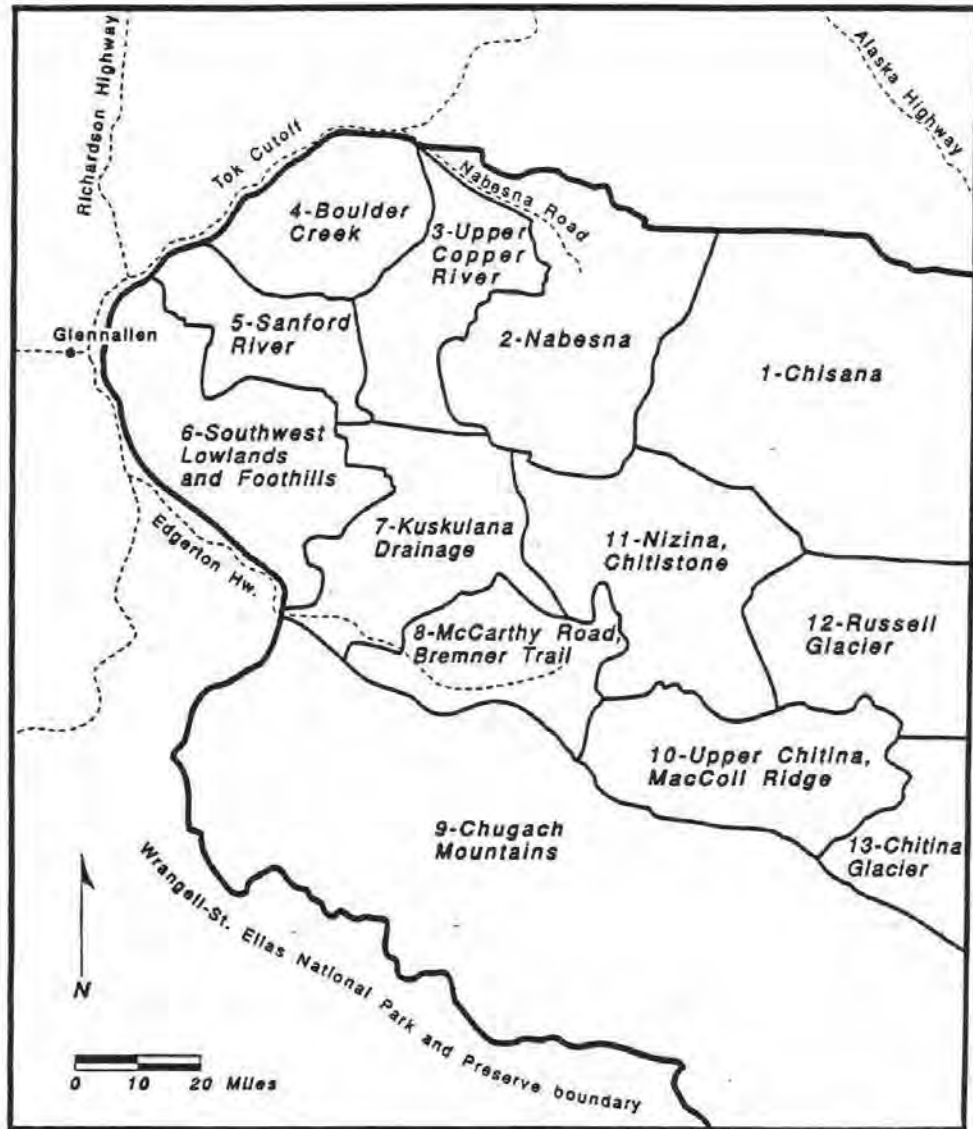 Richardson Highway
Tok Cutoff
Alaska Highway
Nabesna Road
4-Boulder
Creek
3-Upper
Copper
River
Glennallen
5-Sanford
River
2-Nabesna
1-Chisana
6-Southwest
Lowlands
and Foothills
Edgerton Hw.
7-Kuskulana
Drainage
11-Nizina,
Chitistone
8-McCarthy Road,
Bremner Trail
12-Russell
Glacier
10-Upper Chitina,
MacColl Ridge
9-Chugach
Mountains
13-Chitina
Glacier
Wrangell-St. Elias National Park and Preserve boundary
N
0 10 20 Miles